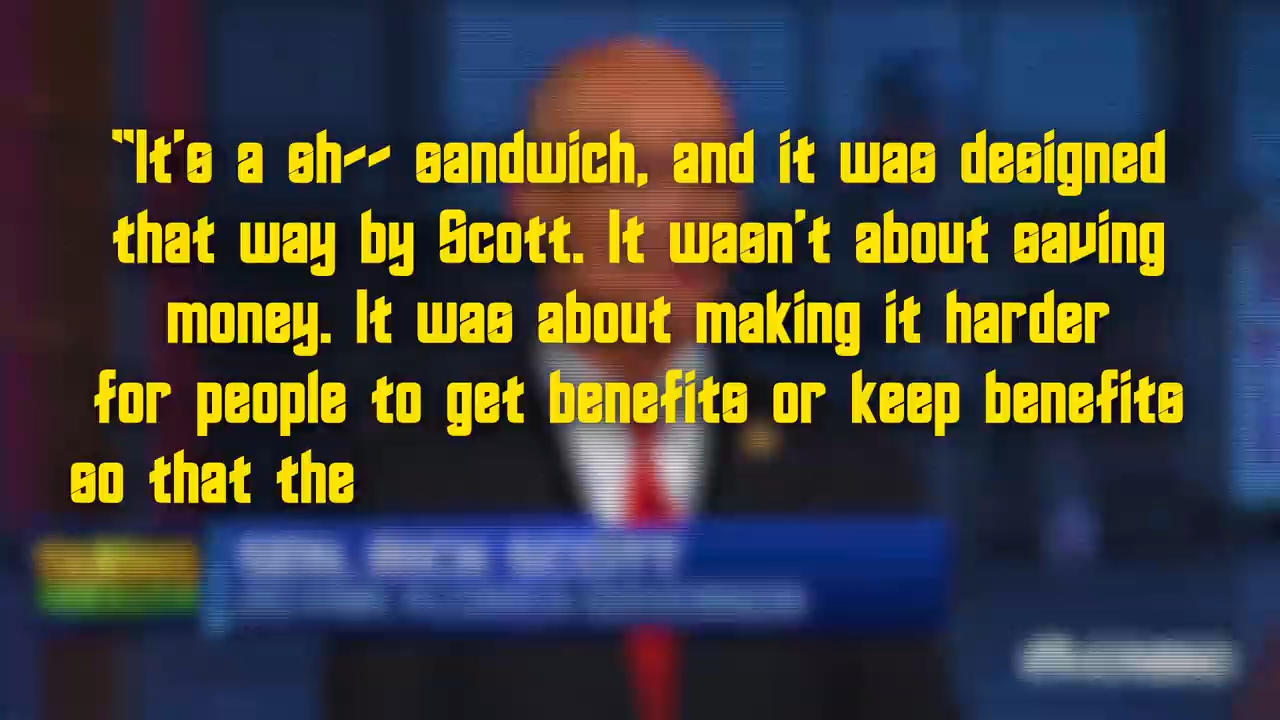 “It’s a sh-- sandwich, and it was designed
that way by Scott. It wasn’t about saving
money. It was about making it harder
for people to get benefits or keep benefits
so that the